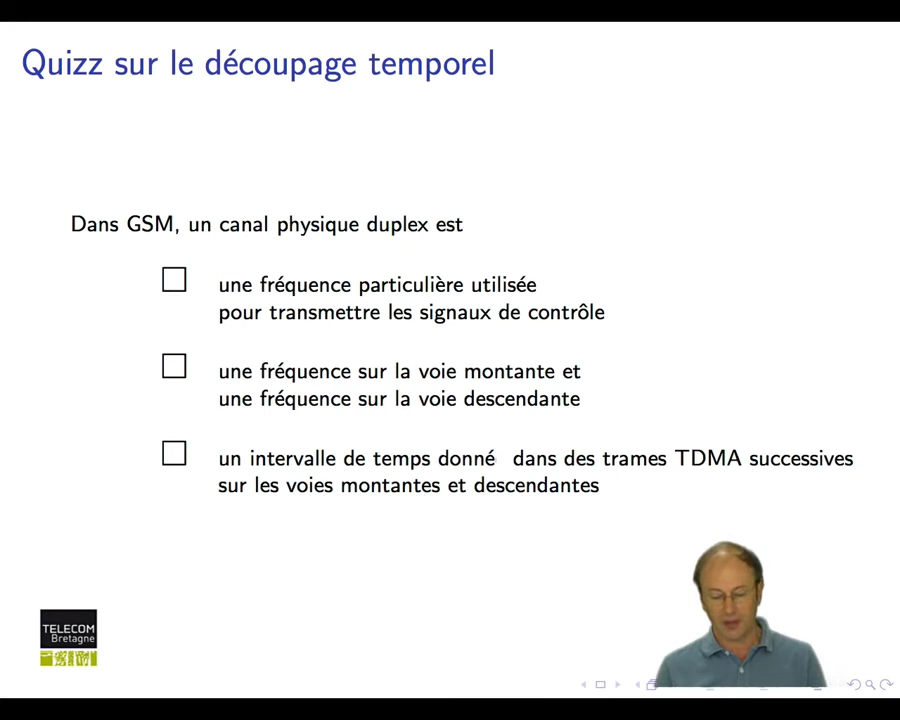 Quizz sur le découpage temporel
Dans GSM, un canal physique duplex est
une fréquence particulière utilisée
pour transmettre les signaux de contrôle
une fréquence sur la voie montante et
une fréquence sur la voie descendante
un intervalle de temps donné dans des trames TDMA successives
sur les voies montantes et descendantes
TELECOM
Bretagne